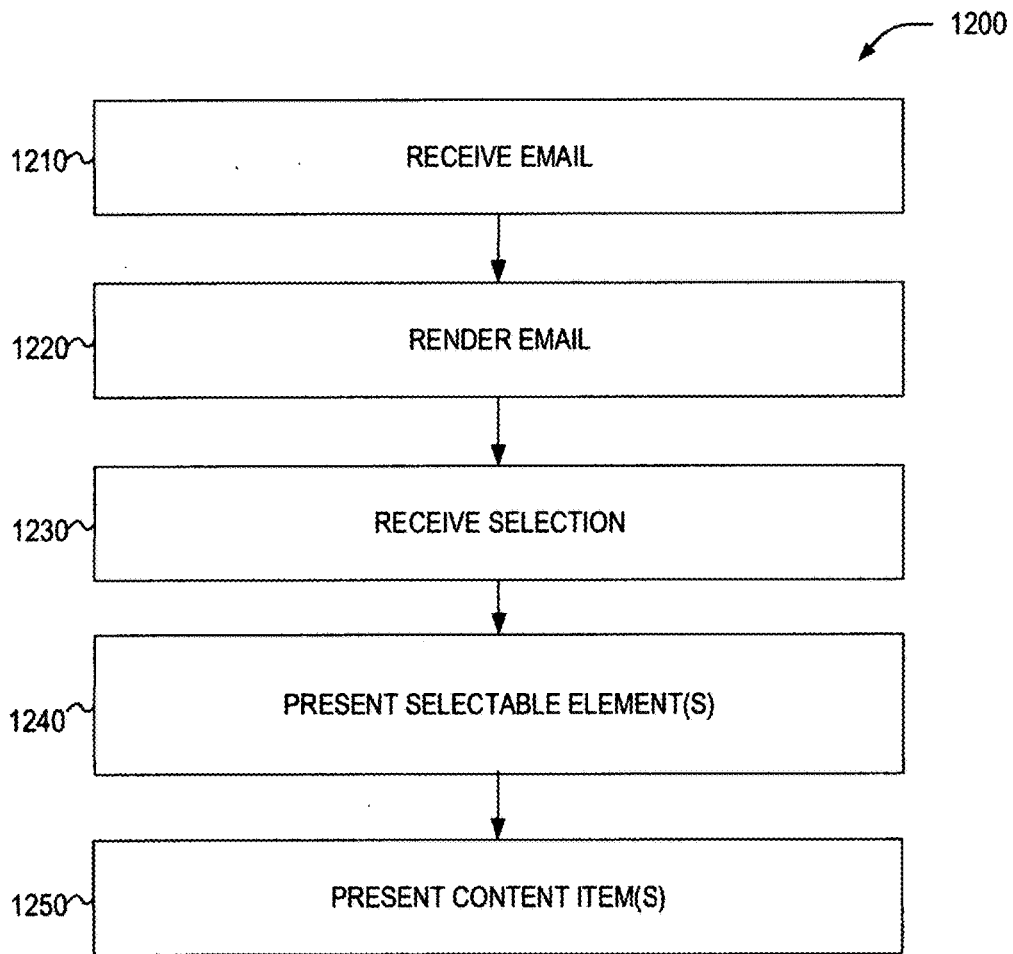 1200
1210
RECEIVE EMAIL
1220
RENDER EMAIL
1230
RECEIVE SELECTION
1240
PRESENT SELECTABLE ELEMENT(S)
1250
PRESENT CONTENT ITEM(S)